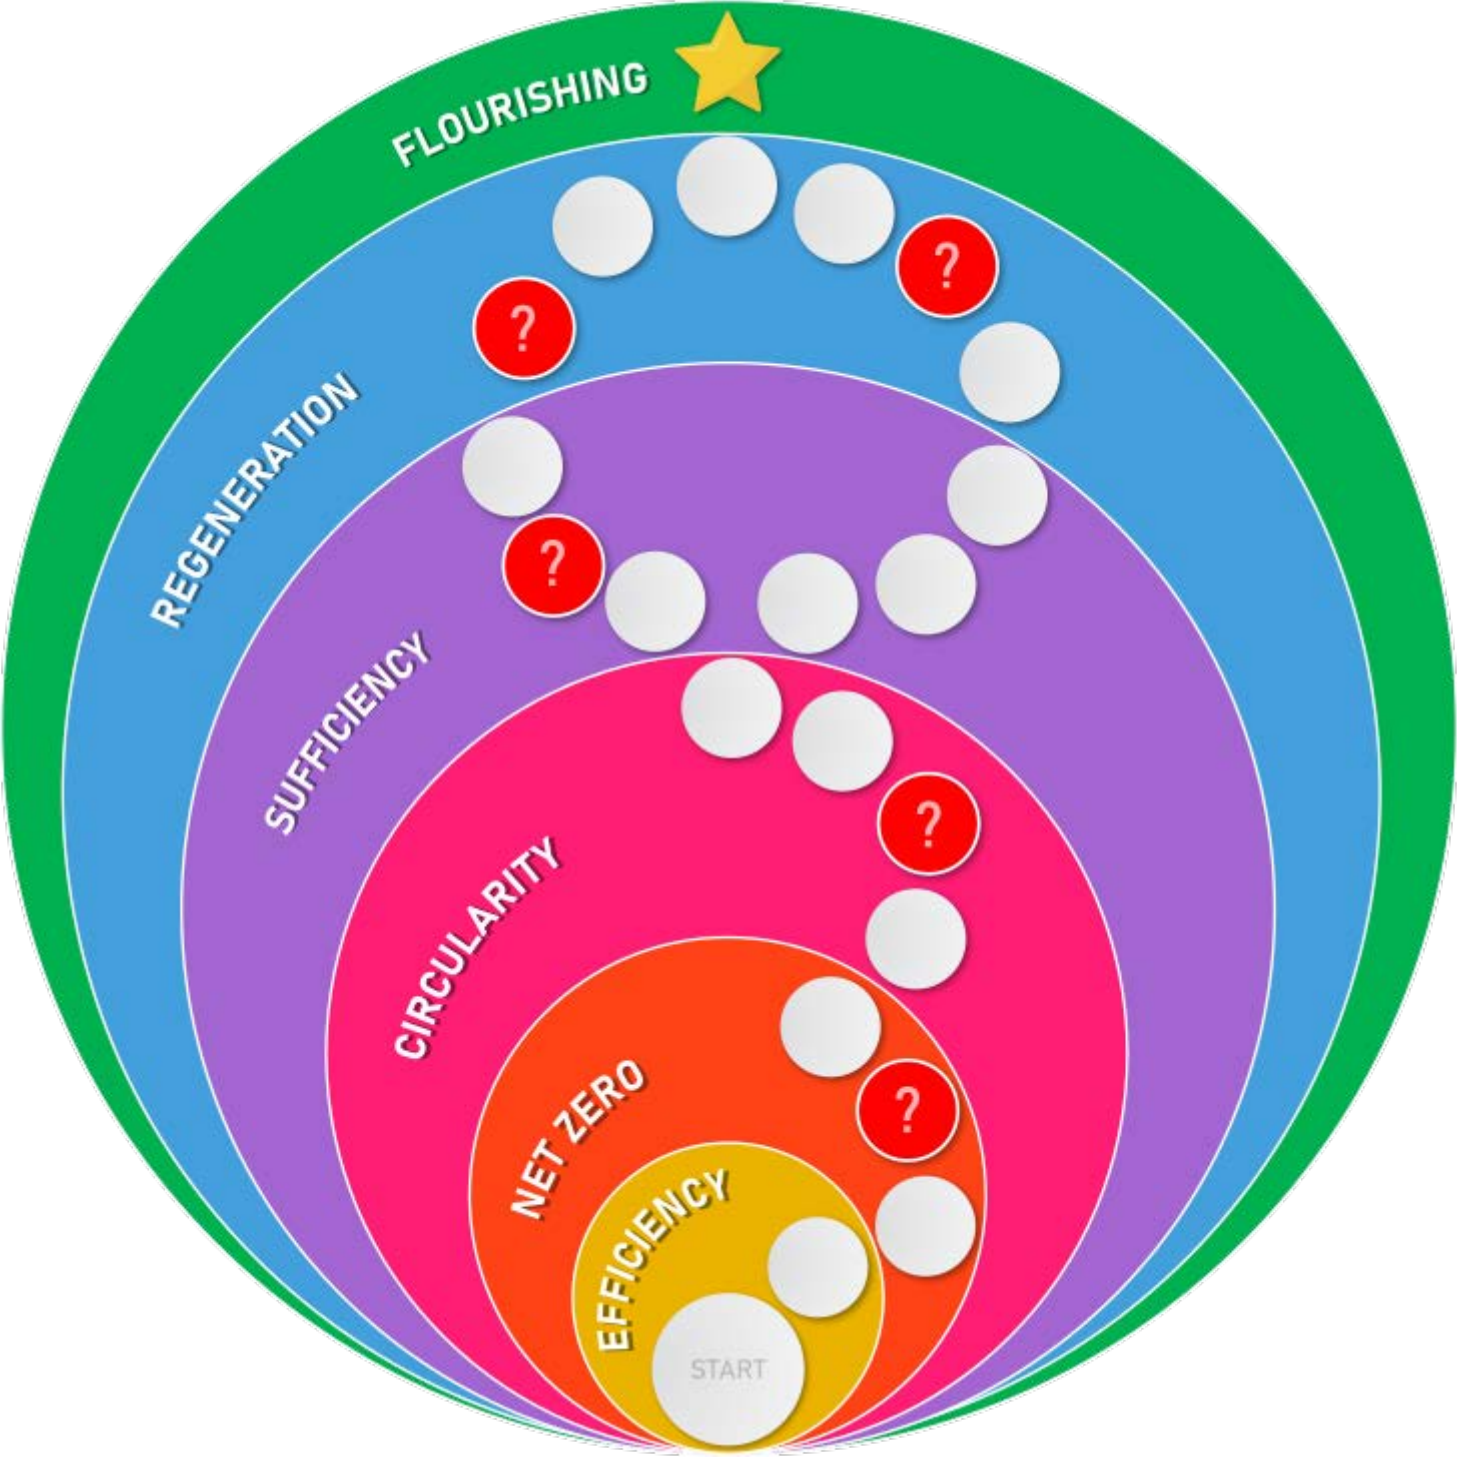 FLOURISHING
?
?
REGENERATION
?
SUFFICIENCY
?
CIRCULARITY
?
NET ZERO
EFFICIENCY
START